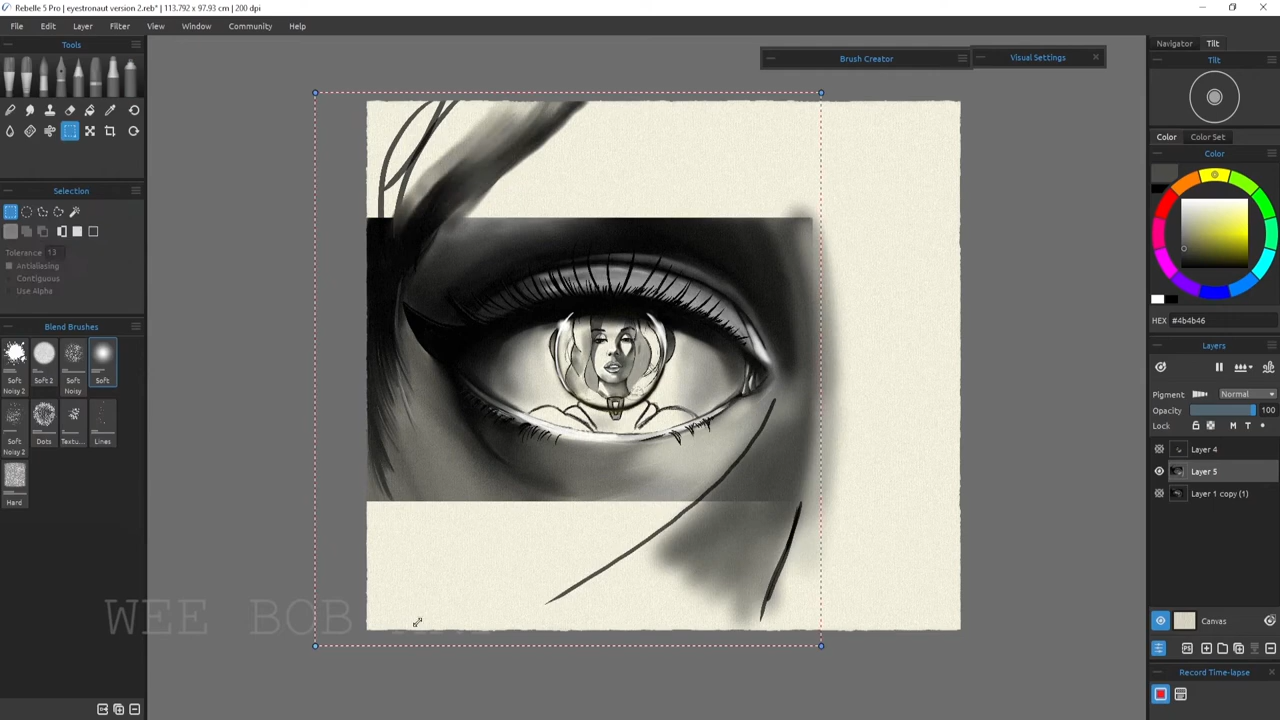 Rebelle 5 Pro | eyestronaut version 2.reb* | 113.792 x 97.93 cm | 200 dpi
File Edit Layer Filter View Window Community Help
Tools
Brush Creator
Visual Settings
Navigator Tilt
Tilt
Color Color Set
Color
Selection
Tolerance 13
Antialiasing
Contiguous
Use Alpha
Blend Brushes
Soft Noisy 2
Soft 2
Soft Noisy
Soft
Soft Noisy 2
Dots
Textu...
Lines
Hard
HEX #4b4b46
Layers
Pigment Normal
Opacity 100
Lock M T
Layer 4
Layer 5
Layer 1 copy (1)
Canvas
PS
Record Time-lapse
WEE BOB